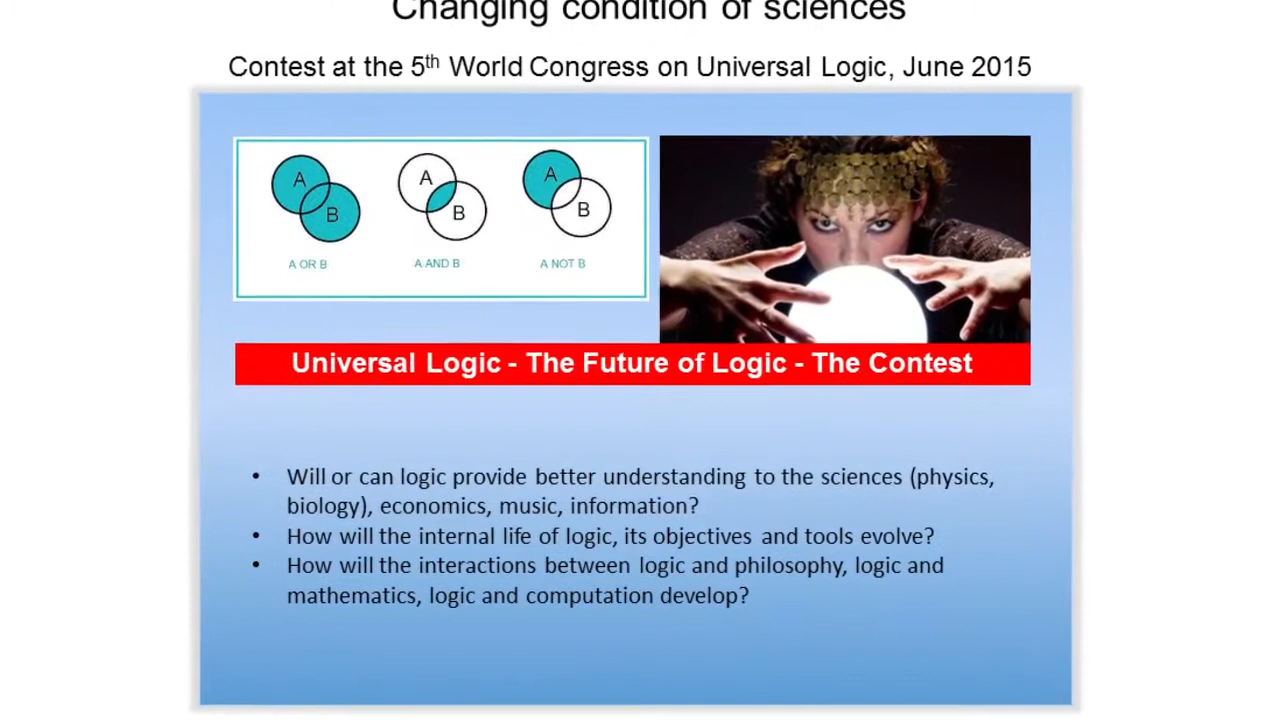 Changing condition of sciences
Contest at the 5th World Congress on Universal Logic, June 2015
A
B
A
B
A
B
A OR B
A AND B
A NOT B
Universal Logic - The Future of Logic - The Contest
• Will or can logic provide better understanding to the sciences (physics,
biology), economics, music, information?
• How will the internal life of logic, its objectives and tools evolve?
• How will the interactions between logic and philosophy, logic and
mathematics, logic and computation develop?